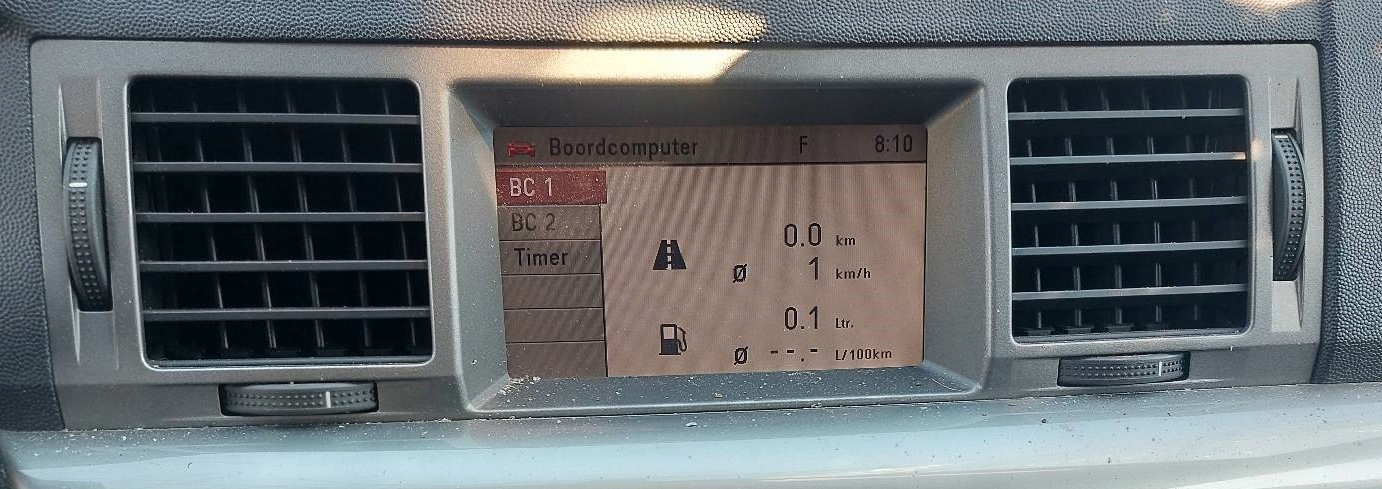 Boordcomputer F 8:10
BC 1
BC 2
Timer
0.0 km
Ø 1 km/h
0.1 Ltr.
Ø --.- L/100km